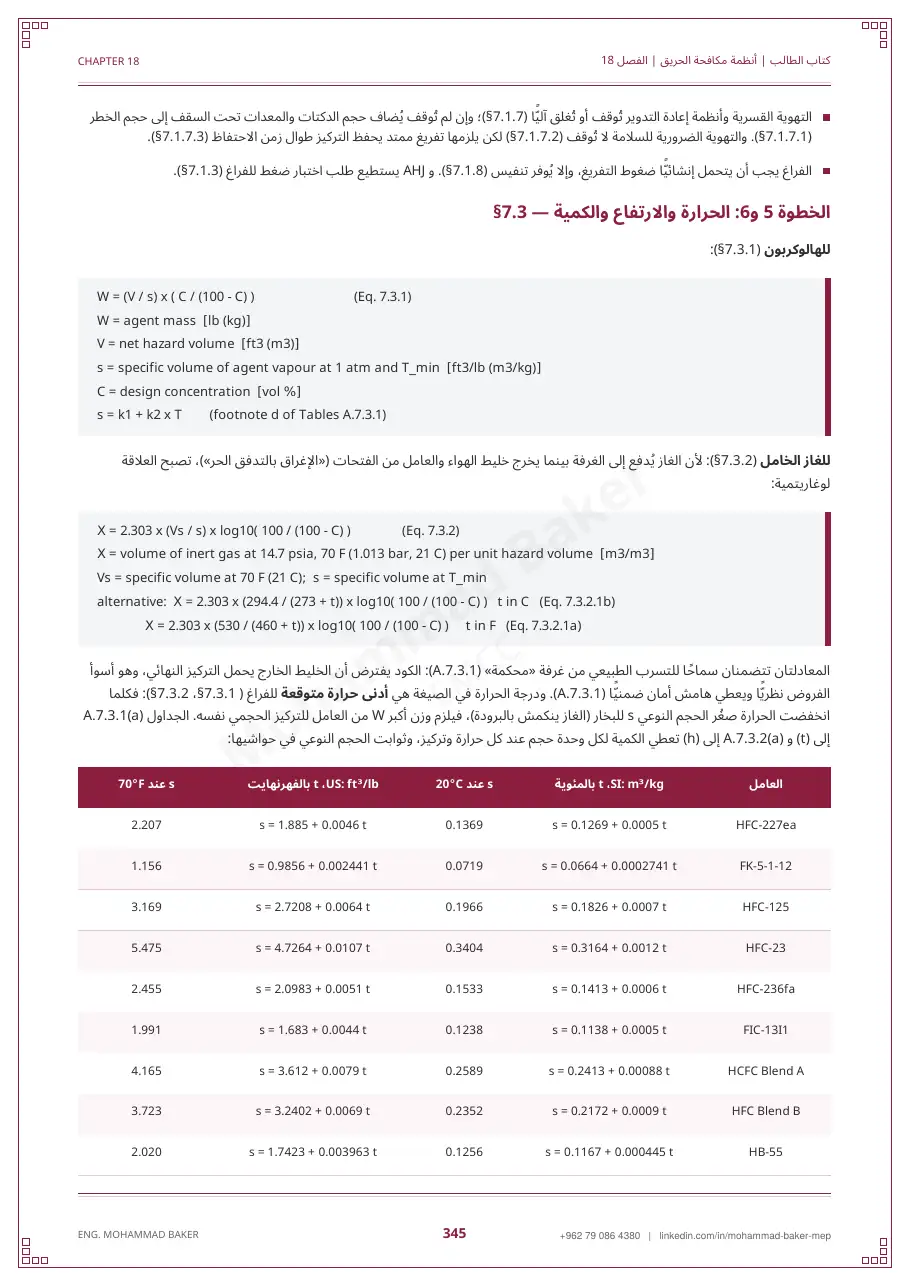 CHAPTER 18
كتاب الطالب | أنظمة مكافحة الحريق | الفصل 18
التهوية القسرية وأنظمة إعادة التدوير تُوقف أو تُغلق آليًّا (§7.1.7)؛ وإن لم تُوقف يُضاف حجم الدكتات والمعدات تحت السقف إلى حجم الخطر
(§7.1.7.1). والتهوية الضرورية للسلامة لا تُوقف (§7.1.7.2) لكن يلزمها تفريغ ممتد يحفظ التركيز طوال زمن الاحتفاظ (§7.1.7.3).
الفراغ يجب أن يتحمل إنشائيًّا ضغوط التفريغ، وإلا يُوفر تنفيس (§7.1.8). و AHJ يستطيع طلب اختبار ضغط للفراغ (§7.1.3).
الخطوة 5 و6: الحرارة والارتفاع والكمية — §7.3
للهالوكربون (§7.3.1):
W = (V / s) x ( C / (100 - C) ) (Eq. 7.3.1)
W = agent mass [lb (kg)]
V = net hazard volume [ft3 (m3)]
s = specific volume of agent vapour at 1 atm and T_min [ft3/lb (m3/kg)]
C = design concentration [vol %]
s = k1 + k2 x T (footnote d of Tables A.7.3.1)
للغاز الخامل (§7.3.2): لأن الغاز يُدفع إلى الغرفة بينما يخرج خليط الهواء والعامل من الفتحات («الإغراق بالتدفق الحر»)، تصبح العلاقة
لوغاريتمية:
X = 2.303 x (Vs / s) x log10( 100 / (100 - C) ) (Eq. 7.3.2)
X = volume of inert gas at 14.7 psia, 70 F (1.013 bar, 21 C) per unit hazard volume [m3/m3]
Vs = specific volume at 70 F (21 C); s = specific volume at T_min
alternative: X = 2.303 x (294.4 / (273 + t)) x log10( 100 / (100 - C) ) t in C (Eq. 7.3.2.1b)
X = 2.303 x (530 / (460 + t)) x log10( 100 / (100 - C) ) t in F (Eq. 7.3.2.1a)
المعادلتان تتضمنان سماحًا للتسرب الطبيعي من غرفة «محكمة» (A.7.3.1): الكود يفترض أن الخليط الخارج يحمل التركيز النهائي، وهو أسوأ
الفروض نظريًّا ويعطي هامش أمان ضمنيًّا (A.7.3.1). ودرجة الحرارة في الصيغة هي أدنى حرارة متوقعة للفراغ ( §7.3.1، §7.3.2): فكلما
انخفضت الحرارة صغُر الحجم النوعي s للبخار (الغاز ينكمش بالبرودة)، فيلزم وزن أكبر W من العامل للتركيز الحجمي نفسه. الجداول A.7.3.1(a)
إلى (t) و A.7.3.2(a) إلى (h) تعطي الكمية لكل وحدة حجم عند كل حرارة وتركيز، وثوابت الحجم النوعي في حواشيها:
العامل | SI: m³/kg، t بالمئوية | s عند 20°C | US: ft³/lb، t بالفهرنهايت | s عند 70°F
HFC-227ea | s = 0.1269 + 0.0005 t | 0.1369 | s = 1.885 + 0.0046 t | 2.207
FK-5-1-12 | s = 0.0664 + 0.0002741 t | 0.0719 | s = 0.9856 + 0.002441 t | 1.156
HFC-125 | s = 0.1826 + 0.0007 t | 0.1966 | s = 2.7208 + 0.0064 t | 3.169
HFC-23 | s = 0.3164 + 0.0012 t | 0.3404 | s = 4.7264 + 0.0107 t | 5.475
HFC-236fa | s = 0.1413 + 0.0006 t | 0.1533 | s = 2.0983 + 0.0051 t | 2.455
FIC-13I1 | s = 0.1138 + 0.0005 t | 0.1238 | s = 1.683 + 0.0044 t | 1.991
HCFC Blend A | s = 0.2413 + 0.00088 t | 0.2589 | s = 3.612 + 0.0079 t | 4.165
HFC Blend B | s = 0.2172 + 0.0009 t | 0.2352 | s = 3.2402 + 0.0069 t | 3.723
HB-55 | s = 0.1167 + 0.000445 t | 0.1256 | s = 1.7423 + 0.003963 t | 2.020
ENG. MOHAMMAD BAKER
345
+962 79 086 4380 | linkedin.com/in/mohammad-baker-mep